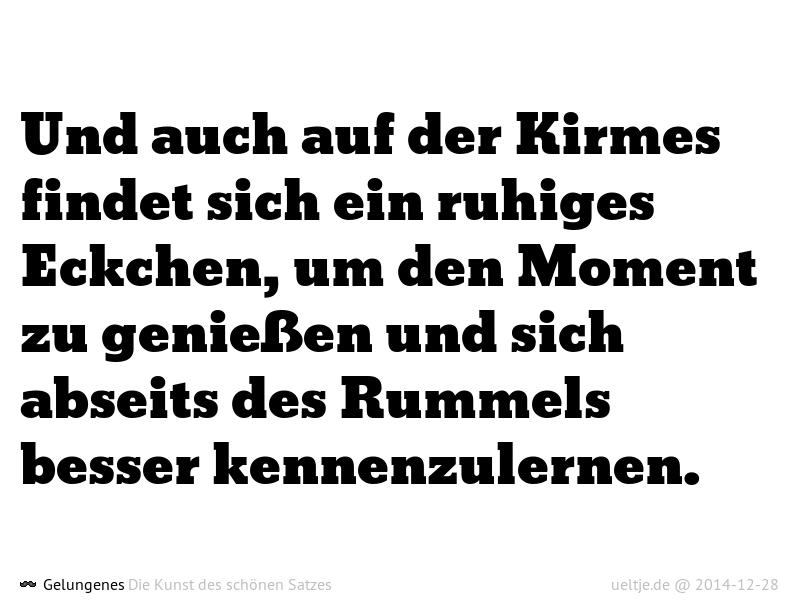 Und auch auf der Kirmes
findet sich ein ruhiges
Eckchen, um den Moment
zu genießen und sich
abseits des Rummels
besser kennenzulernen.
Gelungenes Die Kunst des schönen Satzes
ueltje.de @ 2014-12-28